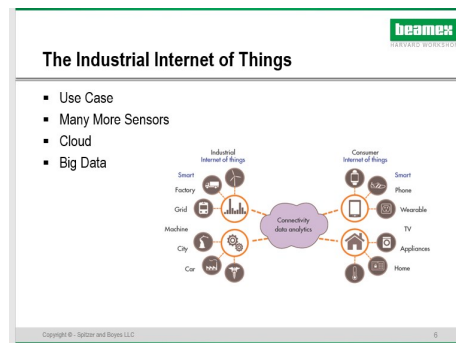 beamex
HARVARD WORKSHOP
The Industrial Internet of Things
Use Case
Many More Sensors
Cloud
Big Data
Industrial
Internet of things
Smart
Factory
Grid
Machine
City
Car
Connectivity
data analytics
Consumer
Internet of things
Smart
Phone
Wearable
TV
Appliances
Home
Copyright © - Spitzer and Boyes LLC
6